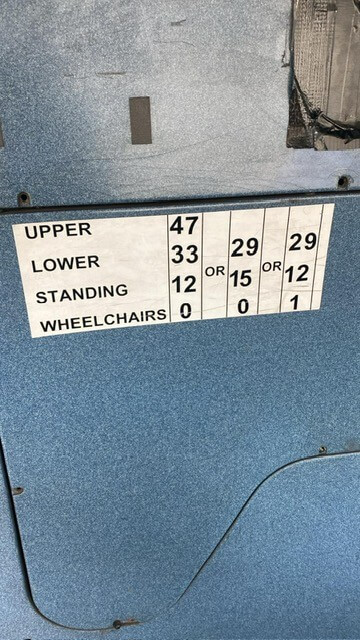 UPPER 47
LOWER 33 OR 29 OR 29
STANDING 12 15 12
WHEELCHAIRS 0 0 1